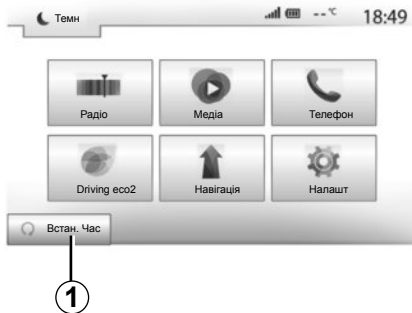 Темн
--°C
18:49
Радіо
Медіа
Телефон
Driving eco2
Навігація
Налашт
Встан. Час
1